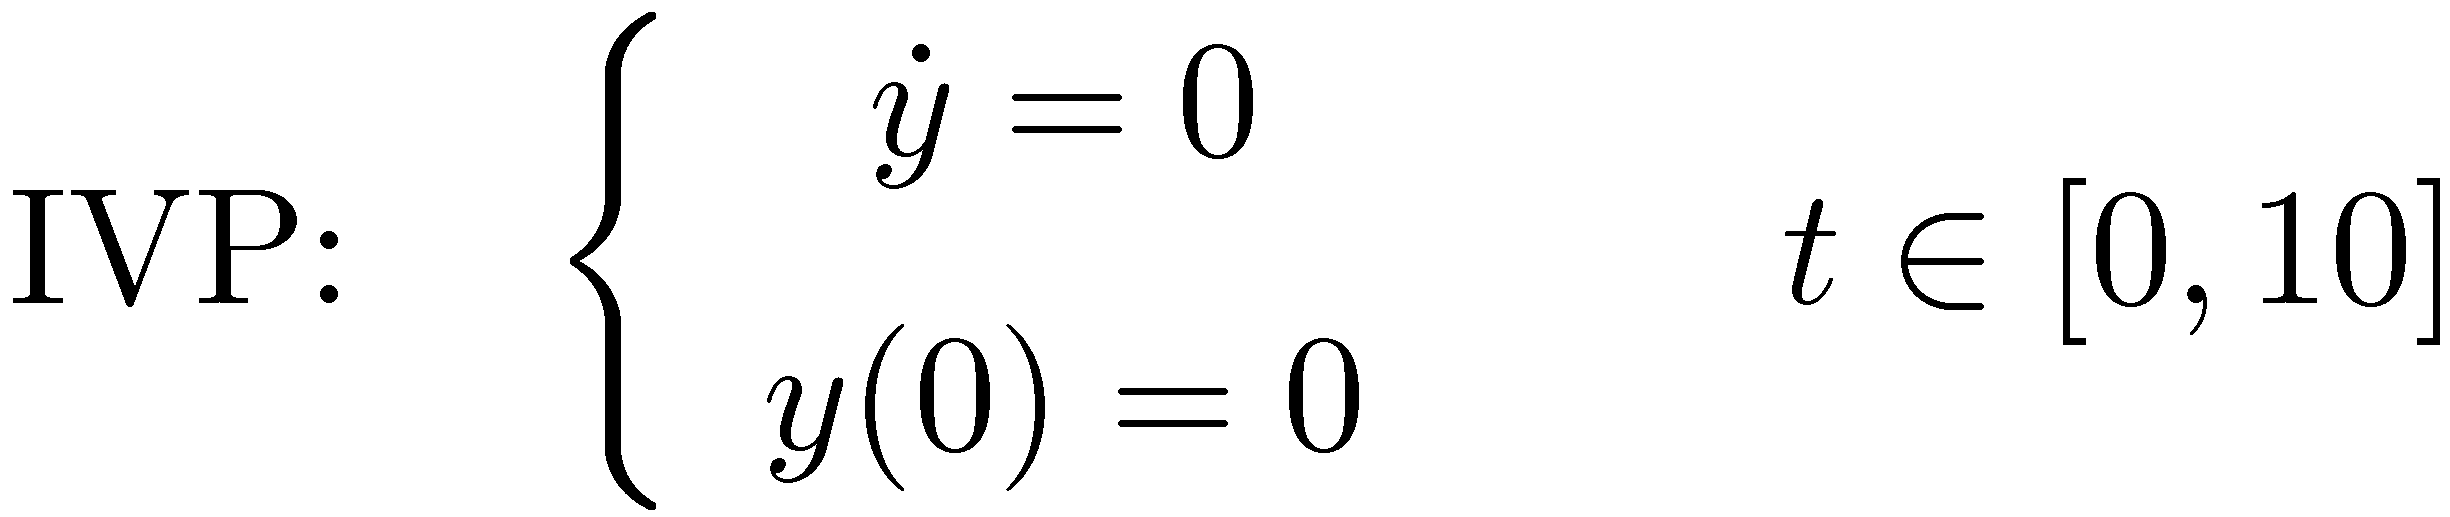 ẏ = 0
IVP: { t ∈ [0, 10]
y(0) = 0